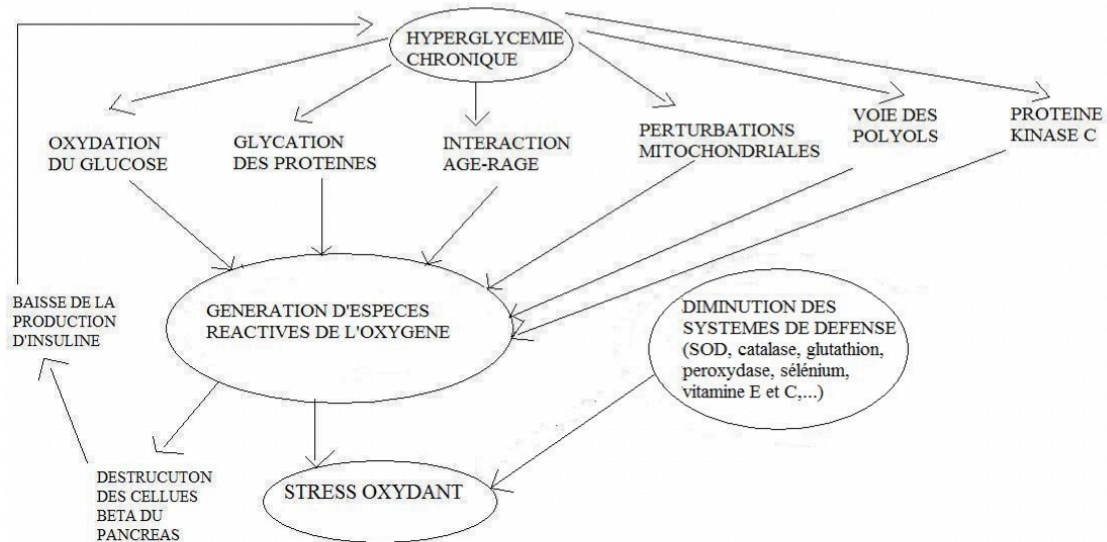 HYPERGLYCEMIE
CHRONIQUE
OXYDATION
DU GLUCOSE
GLYCATION
DES PROTEINES
INTERACTION
AGE-RAGE
PERTURBATIONS
MITOCHONDRIALES
VOIE DES
POLYOLS
PROTEINE
KINASE C
BAISSE DE LA
PRODUCTION
D'INSULINE
GENERATION D'ESPECES
REACTIVES DE L'OXYGENE
DIMINUTION DES
SYSTEMES DE DEFENSE
(SOD, catalase, glutathion,
peroxydase, sélénium,
vitamine E et C,...)
DESTRUCUTON
DES CELLUES
BETA DU
PANCREAS
STRESS OXYDANT